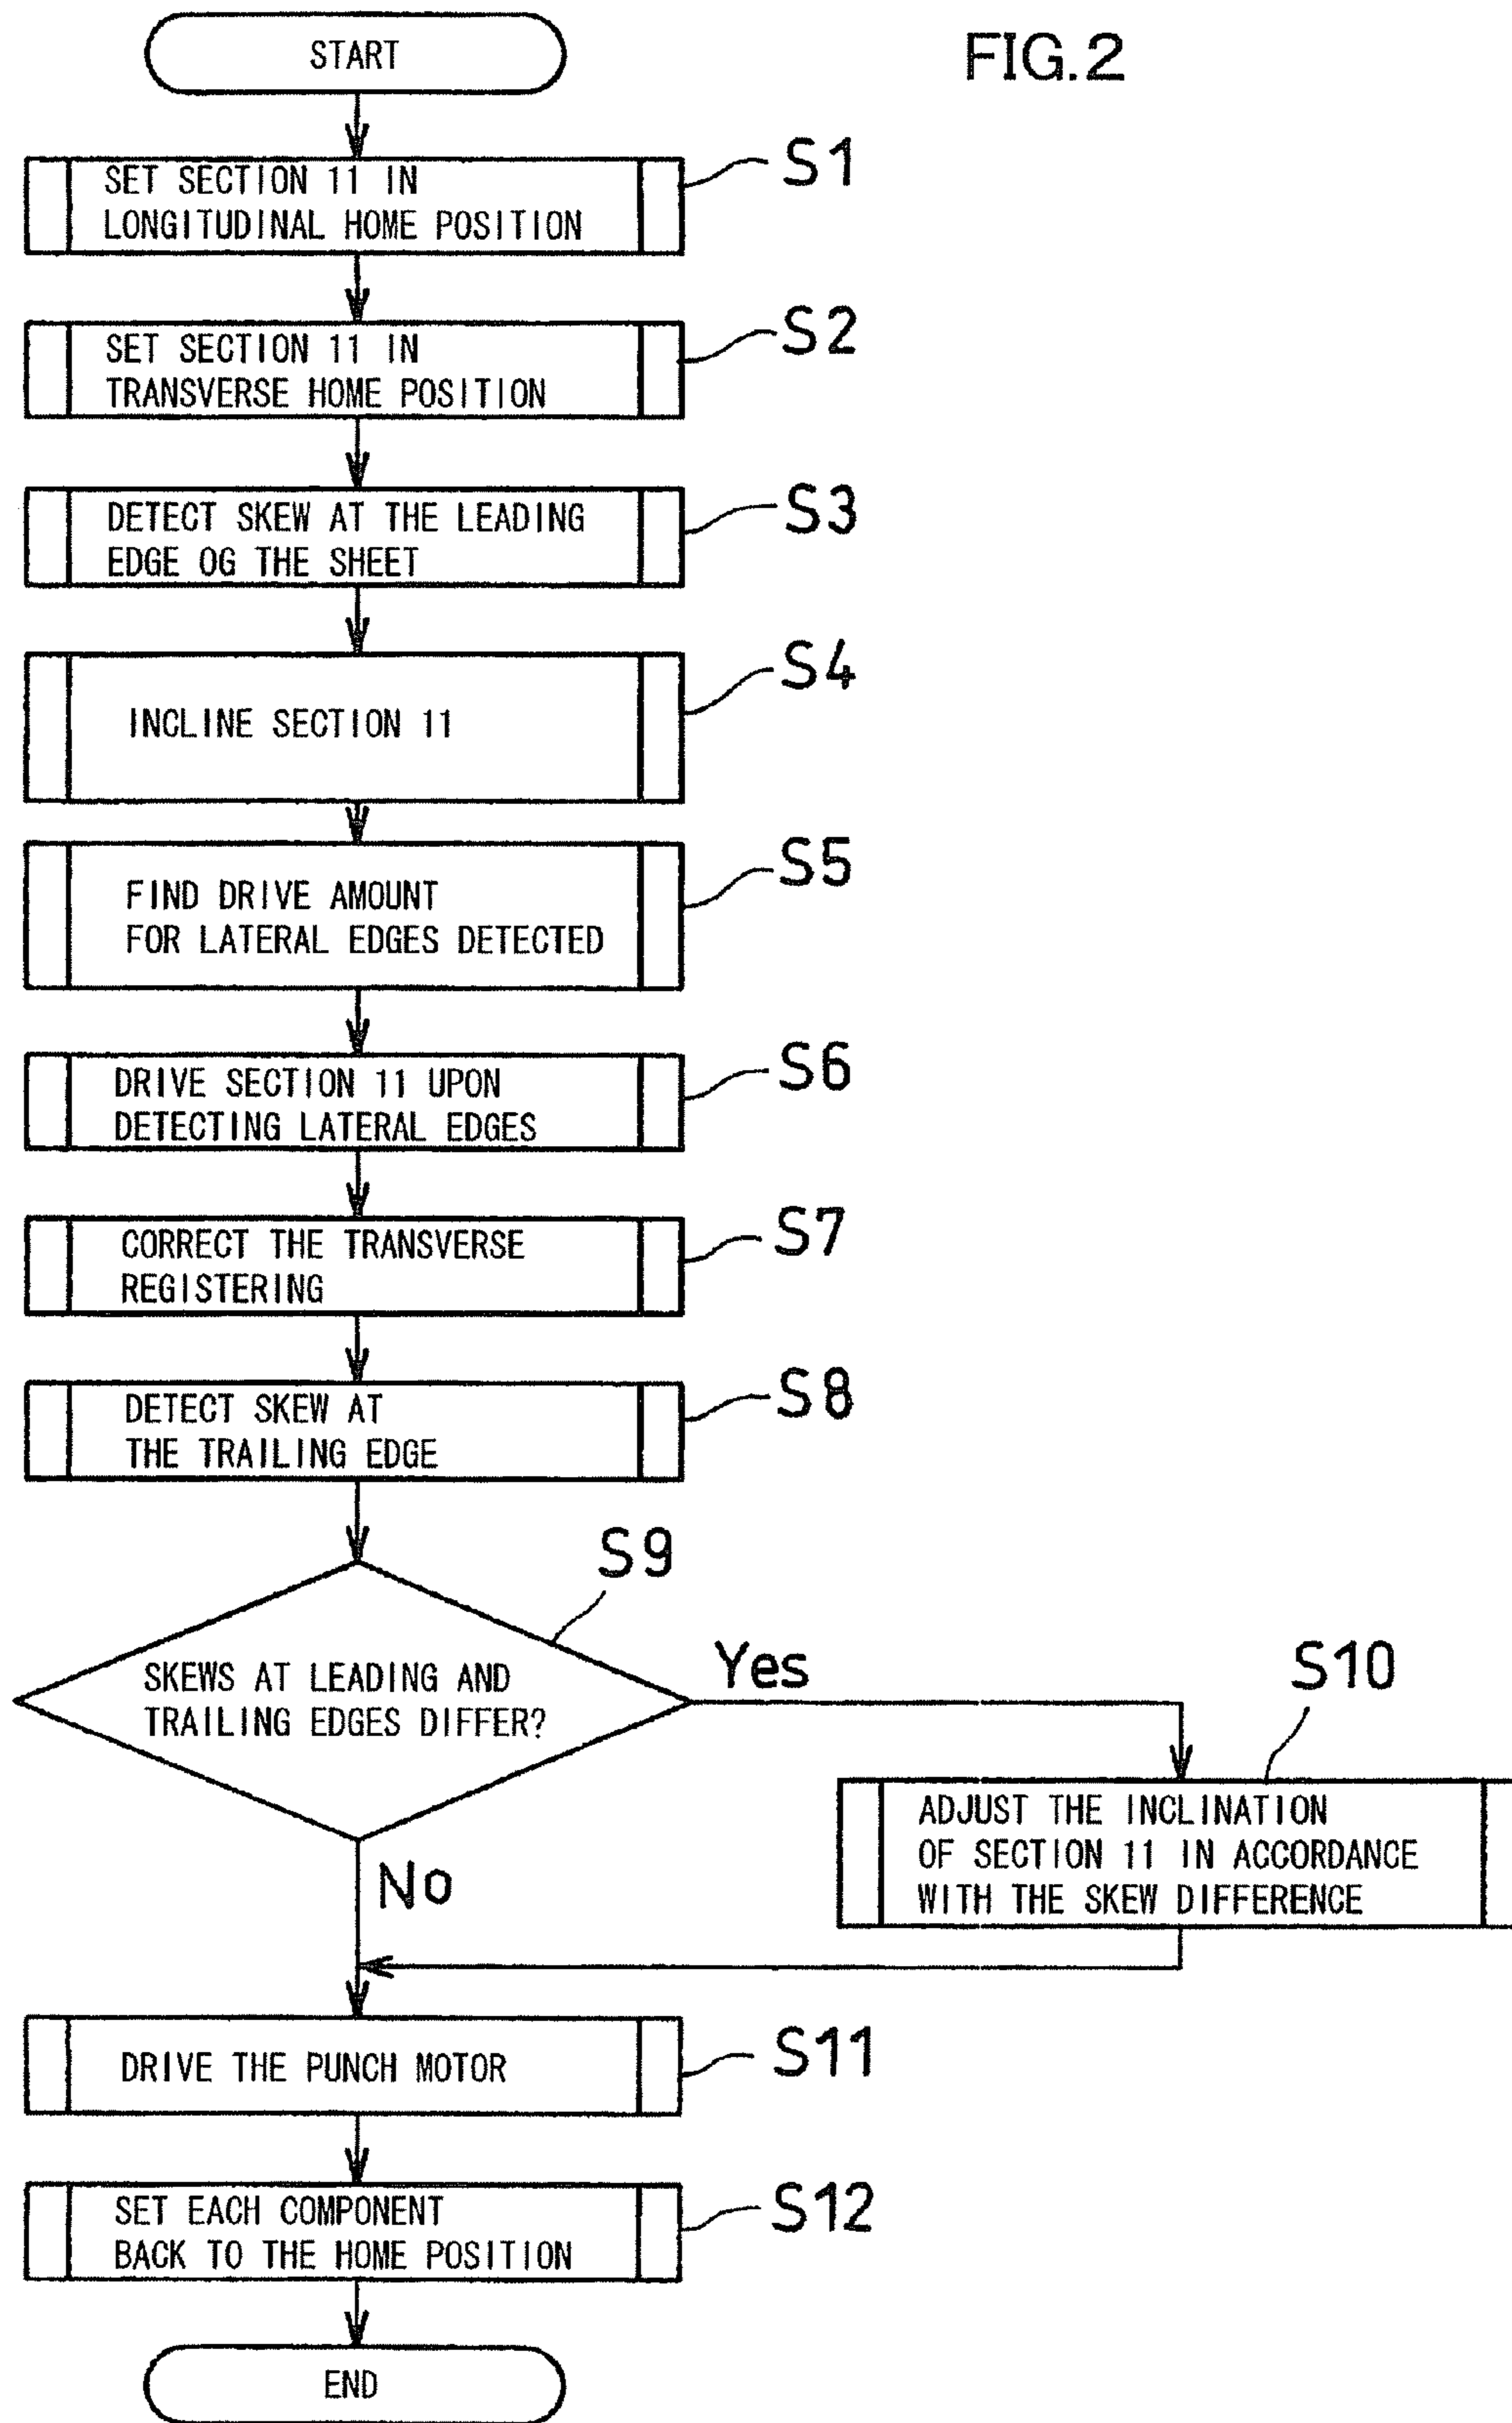 FIG.2
START
S1
SET SECTION 11 IN
LONGITUDINAL HOME POSITION
S2
SET SECTION 11 IN
TRANSVERSE HOME POSITION
S3
DETECT SKEW AT THE LEADING
EDGE OG THE SHEET
S4
INCLINE SECTION 11
S5
FIND DRIVE AMOUNT
FOR LATERAL EDGES DETECTED
S6
DRIVE SECTION 11 UPON
DETECTING LATERAL EDGES
S7
CORRECT THE TRANSVERSE
REGISTERING
S8
DETECT SKEW AT
THE TRAILING EDGE
S9
SKEWS AT LEADING AND
TRAILING EDGES DIFFER?
Yes
S10
ADJUST THE INCLINATION
OF SECTION 11 IN ACCORDANCE
WITH THE SKEW DIFFERENCE
No
S11
DRIVE THE PUNCH MOTOR
S12
SET EACH COMPONENT
BACK TO THE HOME POSITION
END